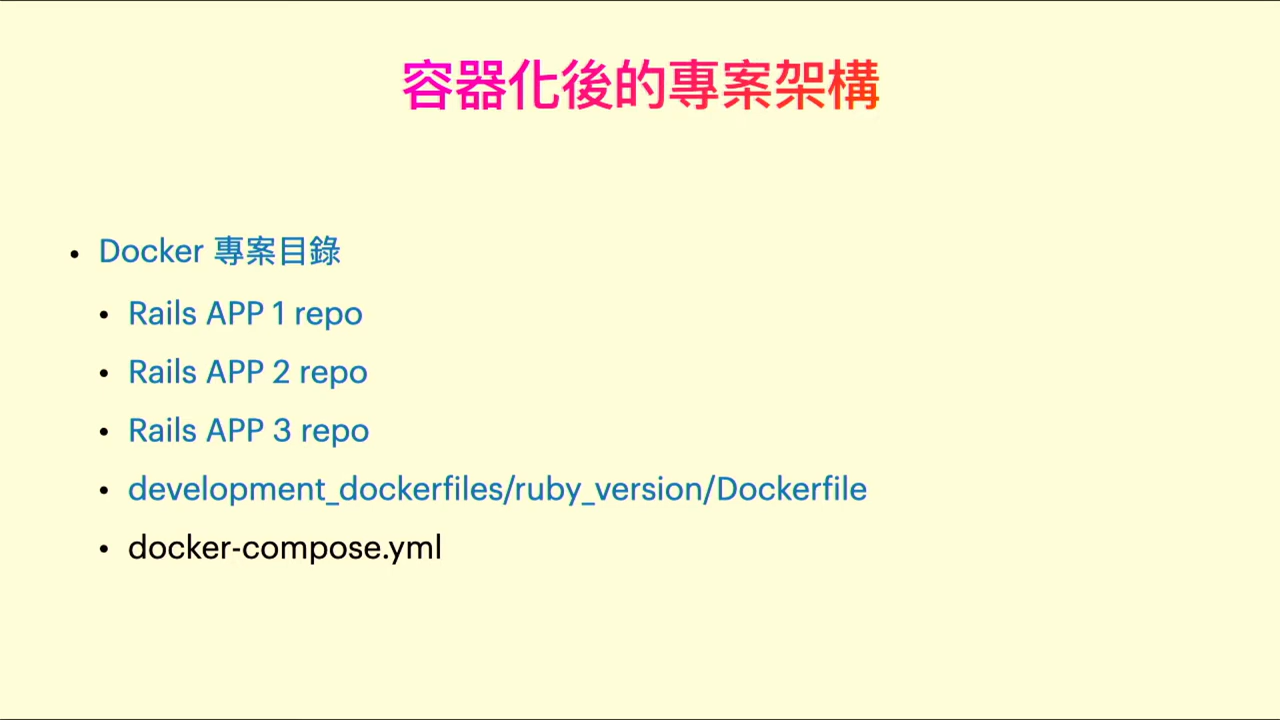 容器化後的專案架構
Docker 專案目錄
Rails APP 1 repo
Rails APP 2 repo
Rails APP 3 repo
development_dockerfiles/ruby_version/Dockerfile
docker-compose.yml